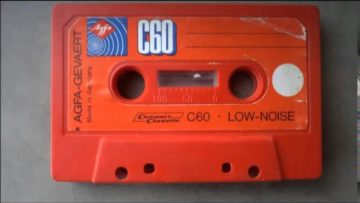 Agfa
C60
AGFA-GEVAERT
Made in Germany
100 50 0
Compact
Cassette
C60 · LOW-NOISE